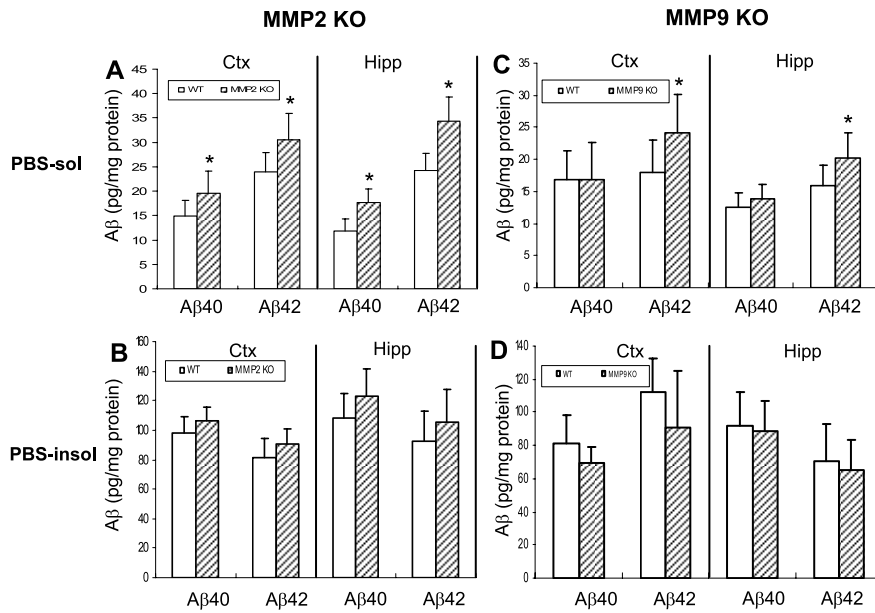 MMP2 KO
MMP9 KO
PBS-sol
A
Ctx
Hipp
WT
MMP2 KO
Aβ (pg/mg protein)
45
40
35
30
25
20
15
10
5
0
*
*
*
*
Aβ40
Aβ42
Aβ40
Aβ42
C
Ctx
Hipp
WT
MMP9 KO
Aβ (pg/mg protein)
35
30
25
20
15
10
5
0
*
*
Aβ40
Aβ42
Aβ40
Aβ42
PBS-insol
B
Ctx
Hipp
WT
MMP2 KO
Aβ (pg/mg protein)
160
140
120
100
80
60
40
20
0
Aβ40
Aβ42
Aβ40
Aβ42
D
Ctx
Hipp
WT
MMP9KO
Aβ (pg/mg protein)
140
120
100
80
60
40
20
0
Aβ40
Aβ42
Aβ40
Aβ42